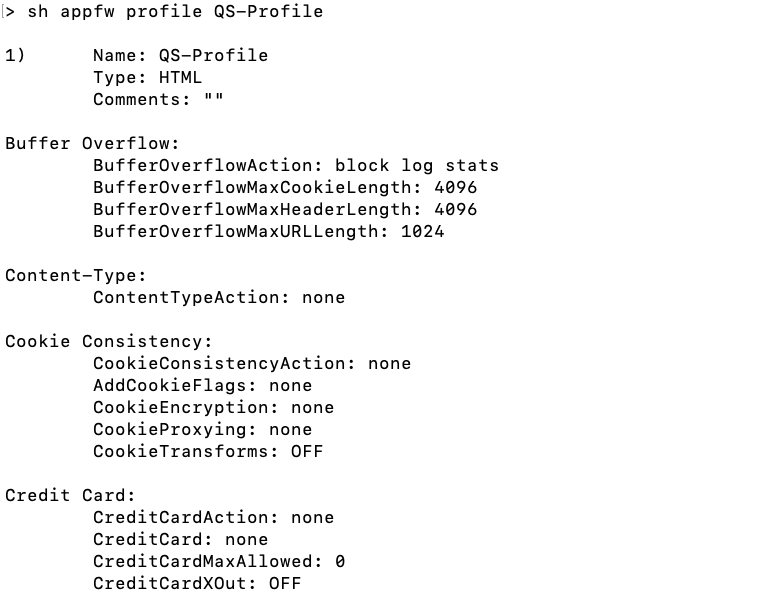 > sh appfw profile QS-Profile
1) Name: QS-Profile
Type: HTML
Comments: ""
Buffer Overflow:
BufferOverflowAction: block log stats
BufferOverflowMaxCookieLength: 4096
BufferOverflowMaxHeaderLength: 4096
BufferOverflowMaxURLLength: 1024
Content-Type:
ContentTypeAction: none
Cookie Consistency:
CookieConsistencyAction: none
AddCookieFlags: none
CookieEncryption: none
CookieProxying: none
CookieTransforms: OFF
Credit Card:
CreditCardAction: none
CreditCard: none
CreditCardMaxAllowed: 0
CreditCardXOut: OFF